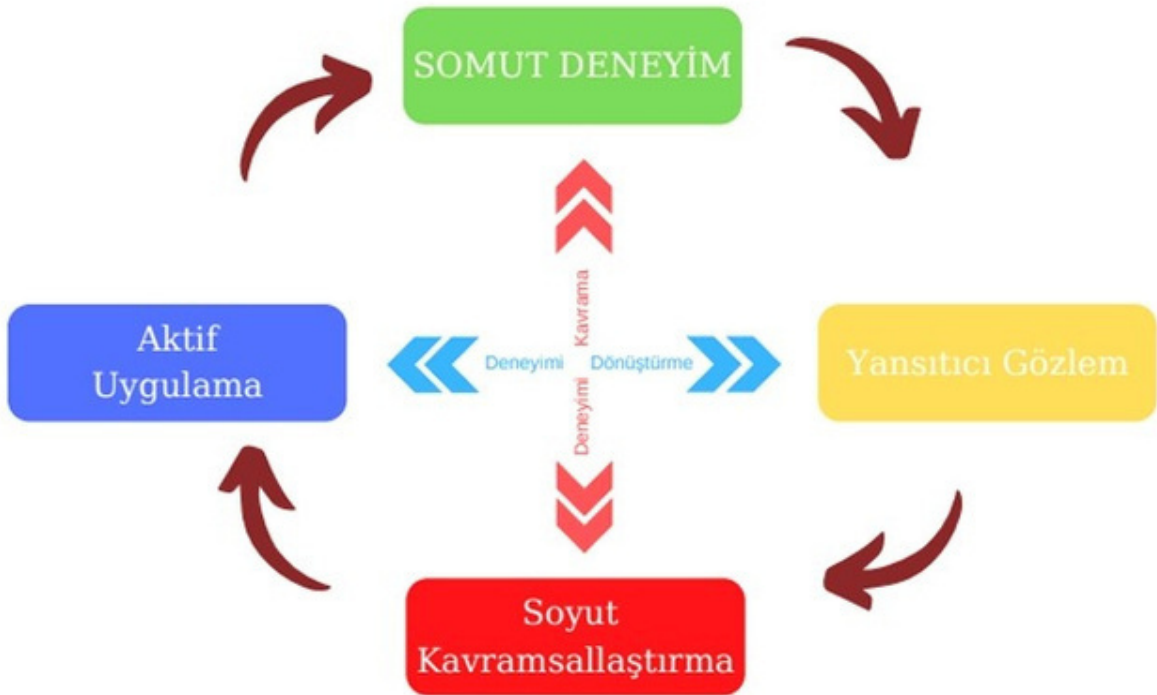 SOMUT DENEYİM
Aktif
Uygulama
Deneyimi Dönüştürme
Deneyimi Kavrama
Yansıtıcı Gözlem
Soyut
Kavramsallaştırma